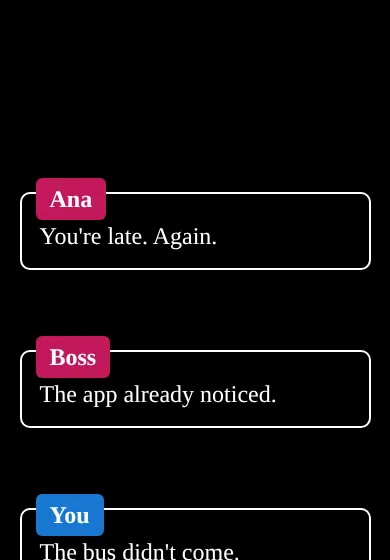 Ana
You're late. Again.
Boss
The app already noticed.
You
The bus didn't come.